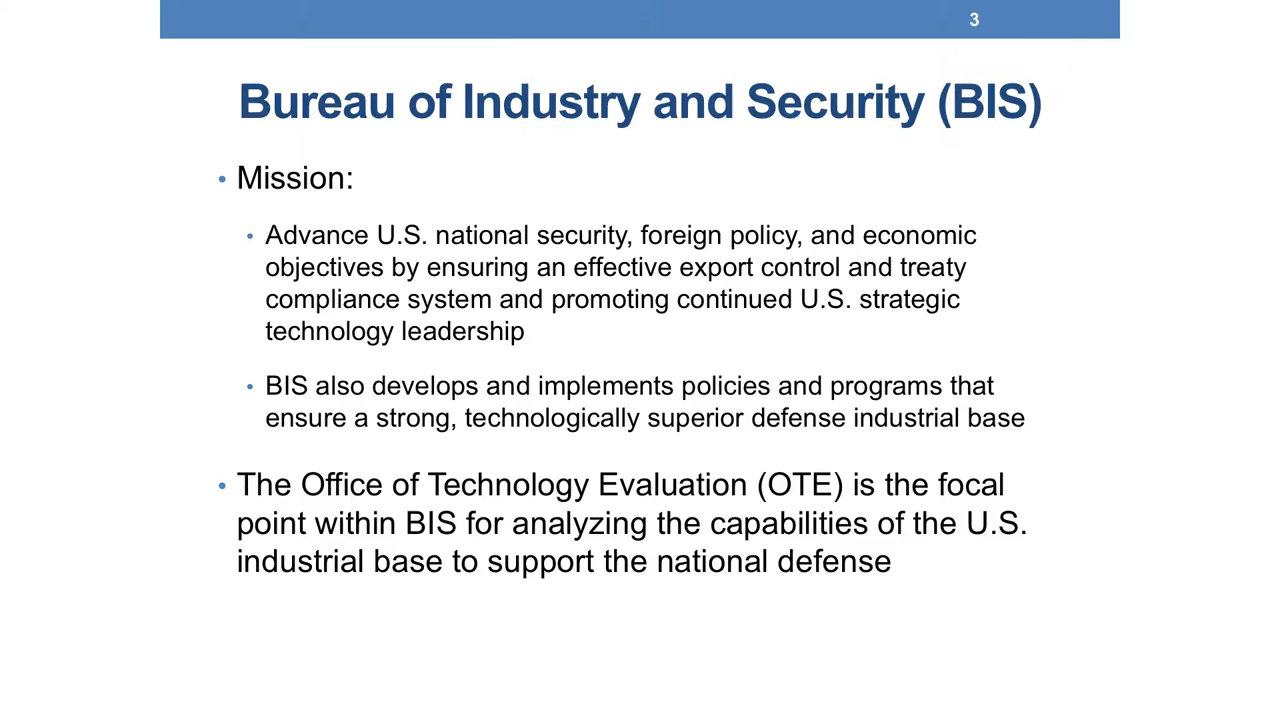 3
Bureau of Industry and Security (BIS)
• Mission:
• Advance U.S. national security, foreign policy, and economic
objectives by ensuring an effective export control and treaty
compliance system and promoting continued U.S. strategic
technology leadership
• BIS also develops and implements policies and programs that
ensure a strong, technologically superior defense industrial base
• The Office of Technology Evaluation (OTE) is the focal
point within BIS for analyzing the capabilities of the U.S.
industrial base to support the national defense